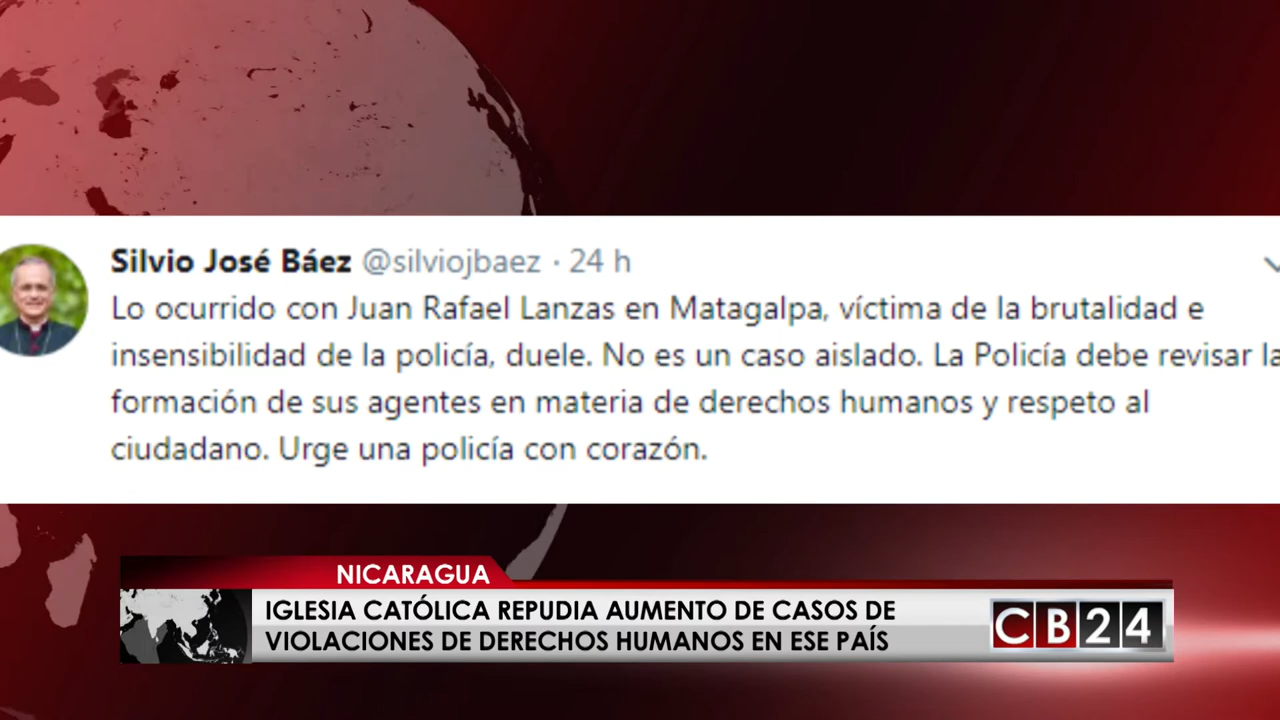 Silvio José Báez @silviojbaez · 24 h
Lo ocurrido con Juan Rafael Lanzas en Matagalpa, víctima de la brutalidad e
insensibilidad de la policía, duele. No es un caso aislado. La Policía debe revisar la
formación de sus agentes en materia de derechos humanos y respeto al
ciudadano. Urge una policía con corazón.
NICARAGUA
IGLESIA CATÓLICA REPUDIA AUMENTO DE CASOS DE
VIOLACIONES DE DERECHOS HUMANOS EN ESE PAÍS
CB24